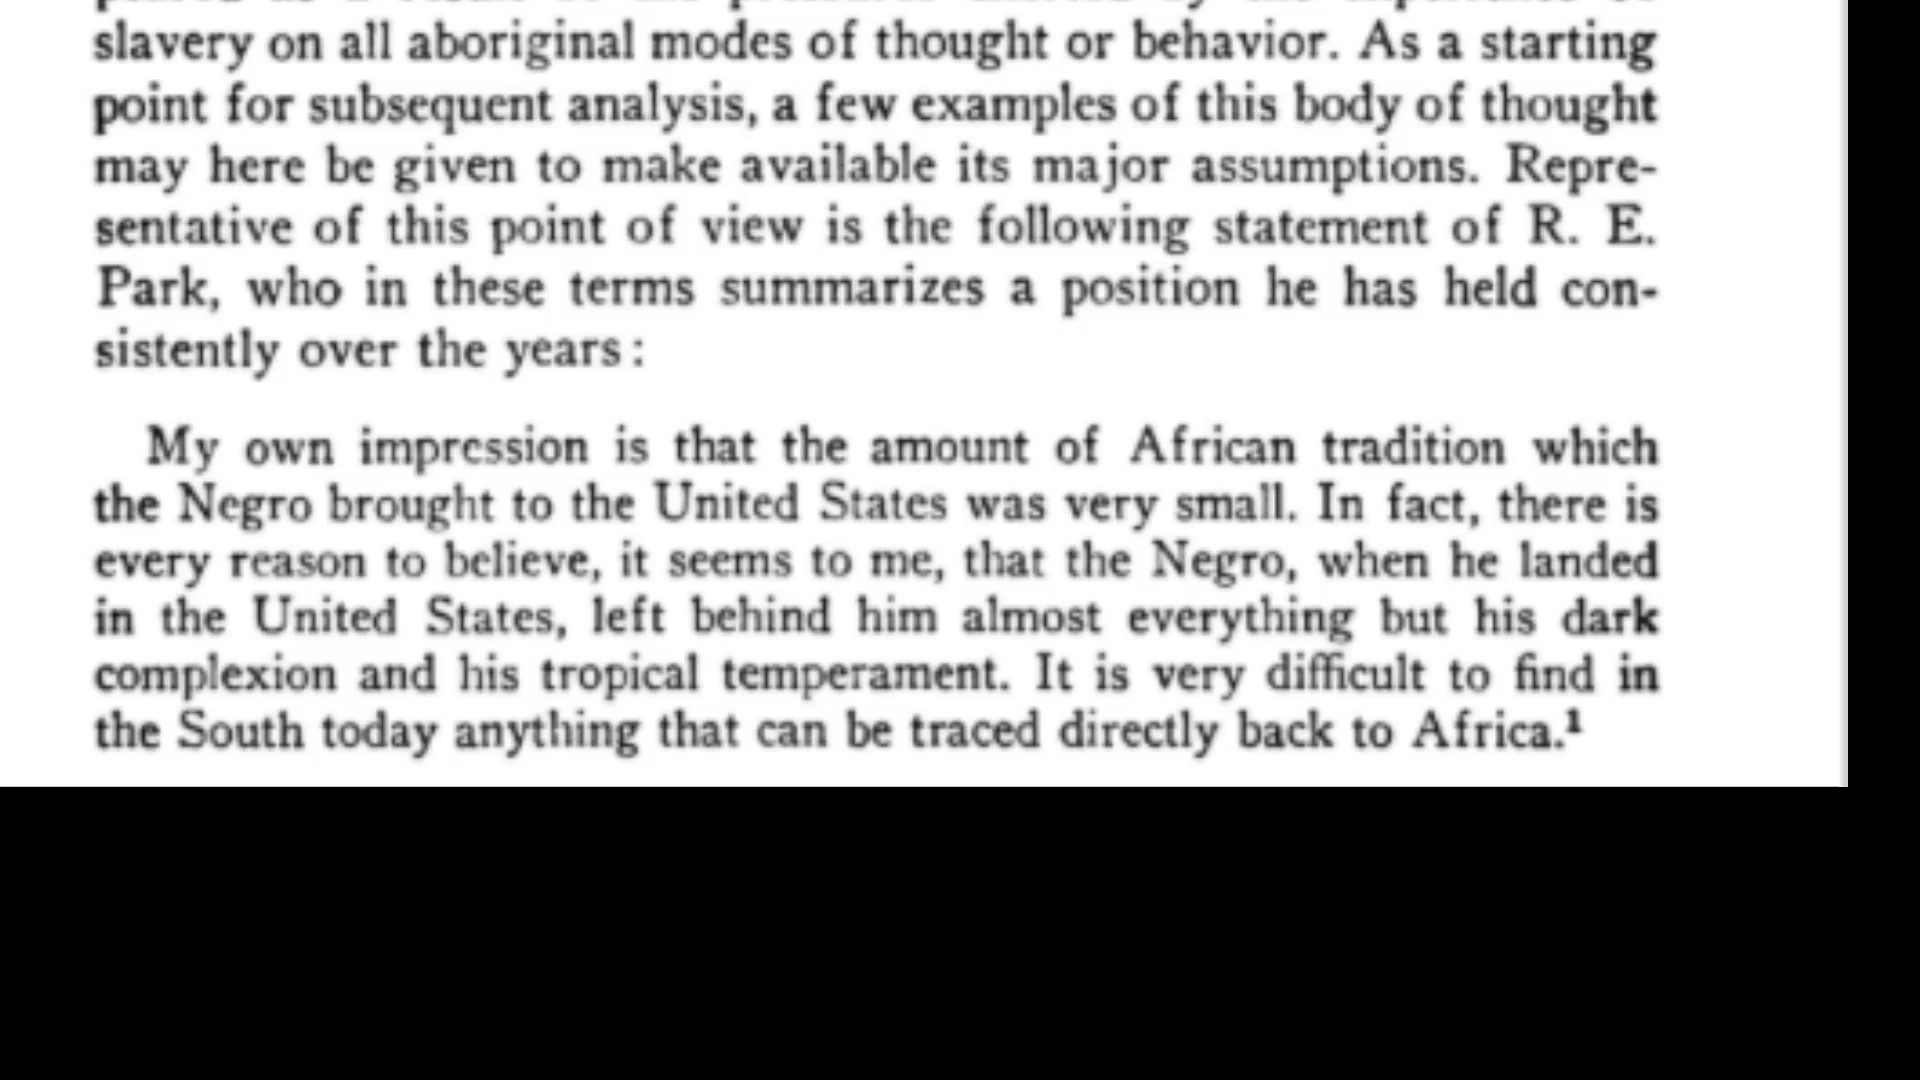 slavery on all aboriginal modes of thought or behavior. As a starting
point for subsequent analysis, a few examples of this body of thought
may here be given to make available its major assumptions. Repre-
sentative of this point of view is the following statement of R. E.
Park, who in these terms summarizes a position he has held con-
sistently over the years:
My own impression is that the amount of African tradition which
the Negro brought to the United States was very small. In fact, there is
every reason to believe, it seems to me, that the Negro, when he landed
in the United States, left behind him almost everything but his dark
complexion and his tropical temperament. It is very difficult to find in
the South today anything that can be traced directly back to Africa.¹